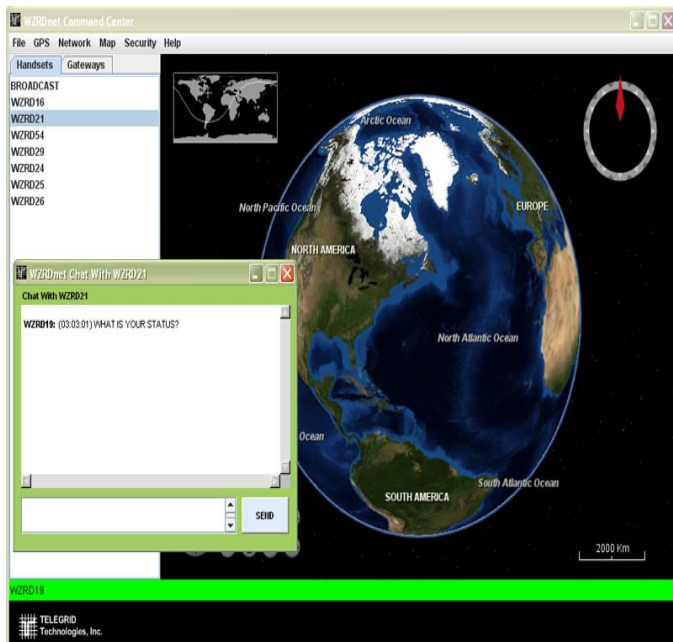 WZRDnet Command Center
File GPS Network Map Security Help
Handsets Gateways
BROADCAST
WZRD16
WZRD21
WZRD54
WZRD29
WZRD24
WZRD25
WZRD26
Arctic Ocean
North Pacific Ocean
EUROPE
NORTH AMERICA
North Atlantic Ocean
Ocean
SOUTH AMERICA
South Atlantic Ocean
2000 Km
WZRDnet Chat With WZRD21
Chat With WZRD21
WZRD19: (03:03:01) WHAT IS YOUR STATUS?
SEND
WZRD19
TELEGRID
Technologies, Inc.